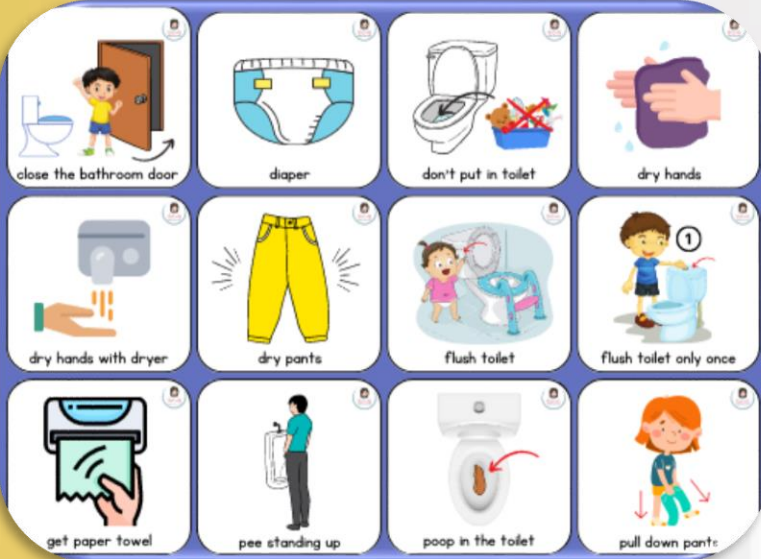 close the bathroom door
diaper
don't put in toilet
dry hands
dry hands with dryer
dry pants
flush toilet
1
flush toilet only once
get paper towel
pee standing up
poop in the toilet
pull down pants